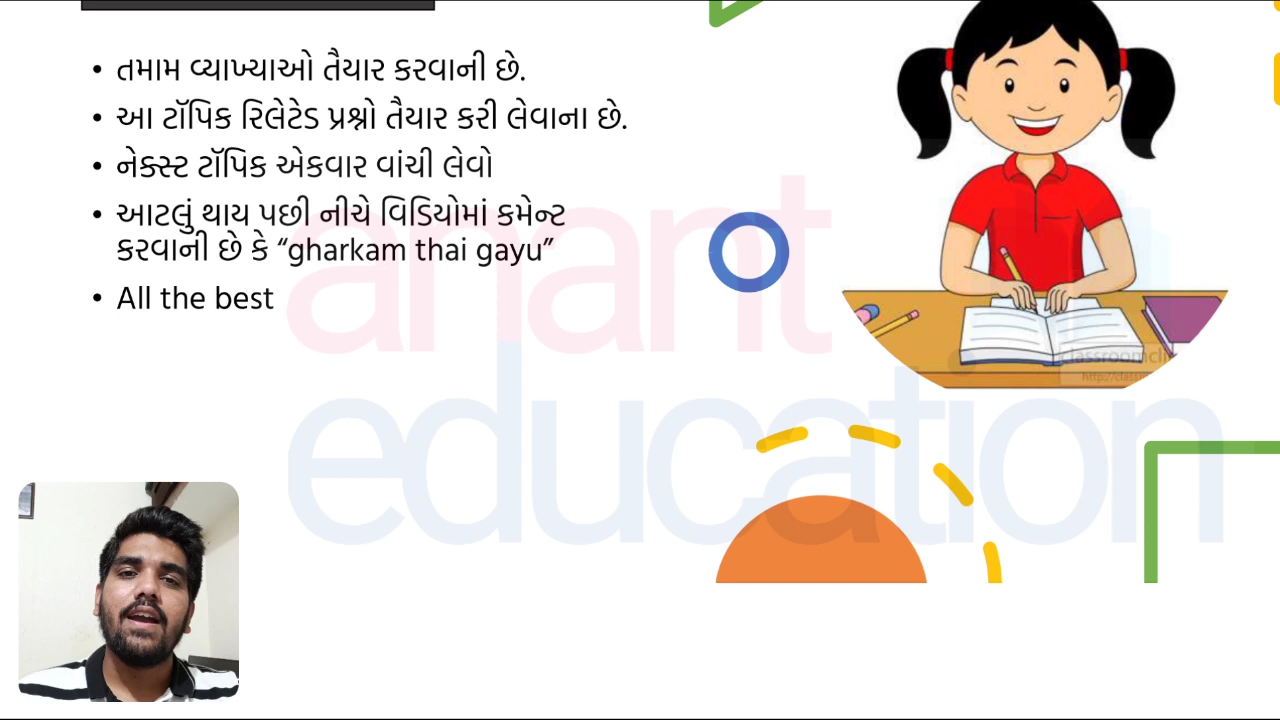 • તમામ વ્યાખ્યાઓ તૈયાર કરવાની છે.
• આ ટૉપિક રિલેટેડ પ્રશ્નો તૈયાર કરી લેવાના છે.
• નેક્સ્ટ ટૉપિક એકવાર વાંચી લેવો
• આટલું થાય પછી નીચે વિડિયોમાં કમેન્ટ
કરવાની છે કે “gharkam thai gayu”
• All the best
anant
education